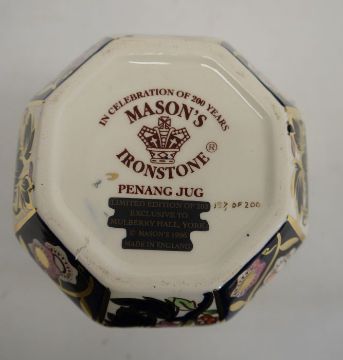 IN CELEBRATION OF 200 YEARS
MASON'S
IRONSTONE ®
PENANG JUG
LIMITED EDITION OF 200
OF 200
EXCLUSIVE TO
MULBERRY HALL, YORK
© MASON'S 1996
MADE IN ENGLAND